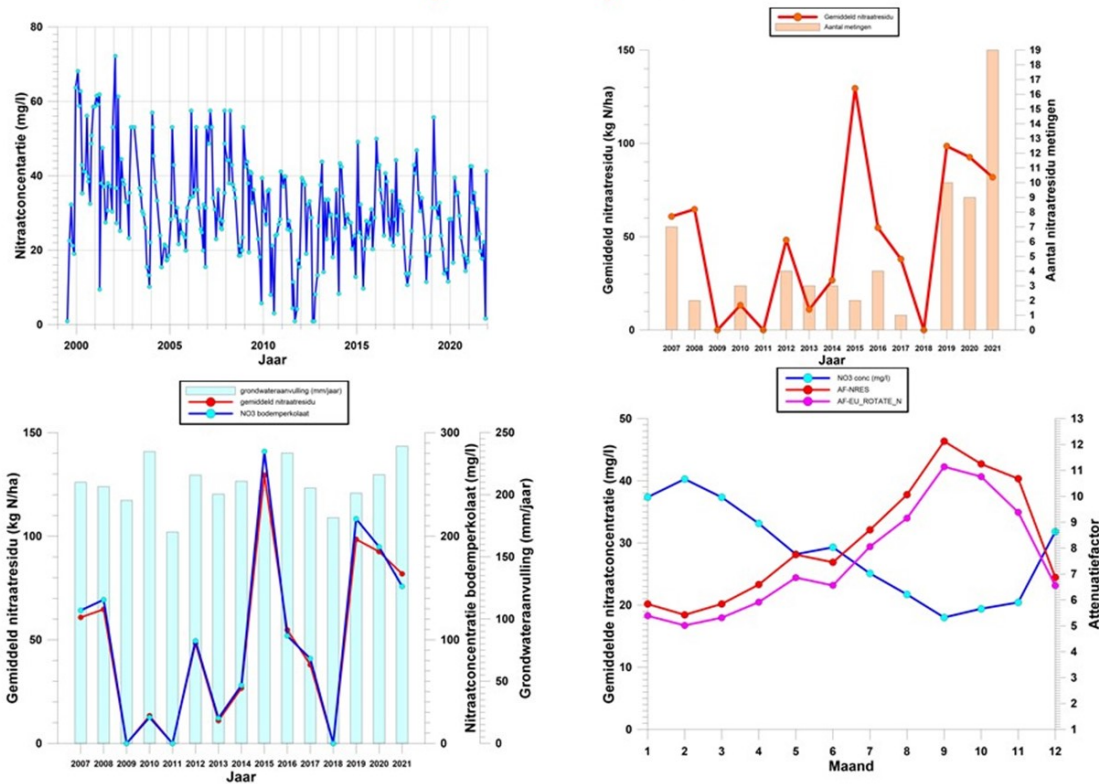 80
60
40
20
0
Nitraatconcentartie (mg/l)
2000 2005 2010 2015 2020
Jaar
Gemiddeld nitraatresidu
Aantal metingen
150
100
50
0
Gemiddeld nitraatresidu (kg N/ha)
19
18
17
16
15
14
13
12
11
10
9
8
7
6
5
4
3
2
1
0
Aantal nitraatresidu metingen
2007 2008 2009 2010 2011 2012 2013 2014 2015 2016 2017 2018 2019 2020 2021
Jaar
grondwateraanvulling (mm/jaar)
gemiddeld nitraatresidu
NO3 bodemperkolaat
150
100
50
0
Gemiddeld nitraatresidu (kg N/ha)
300
200
100
0
Nitraatconcentratie bodemperkolaat (mg/l)
250
200
150
100
50
0
Grondwateraanvulling (mm/jaar)
2007 2008 2009 2010 2011 2012 2013 2014 2015 2016 2017 2018 2019 2020 2021
Jaar
NO3 conc (mg/l)
AF-NRES
AF-EU_ROTATE_N
50
40
30
20
10
0
Gemiddelde nitraatconcentratie (mg/l)
13
12
11
10
9
8
7
6
5
4
3
2
1
Attenuatiefactor
1 2 3 4 5 6 7 8 9 10 11 12
Maand